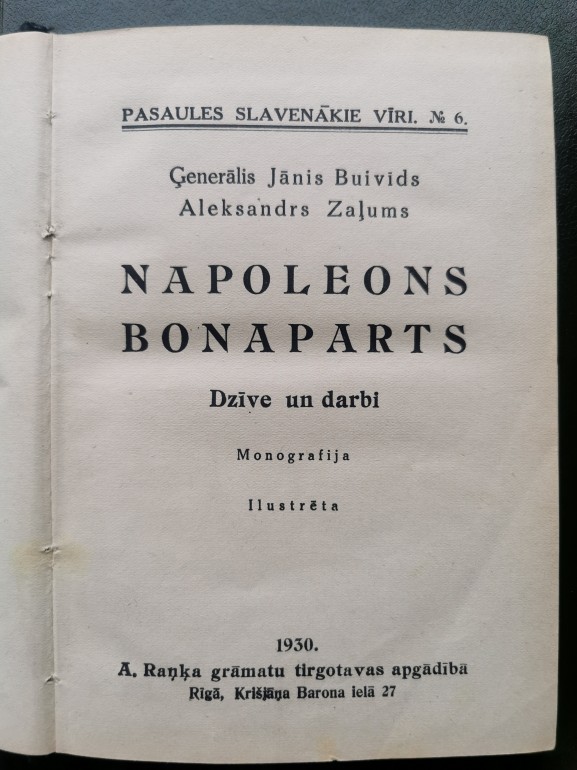 PASAULES SLAVENĀKIE VĪRI. № 6.
Ģenerālis Jānis Buivids
Aleksandrs Zaļums
NAPOLEONS
BONAPARTS
Dzīve un darbi
Monografija
Ilustrēta
1930.
A. Raņķa grāmatu tirgotavas apgādībā
Rīgā, Krišjāņa Barona ielā 27